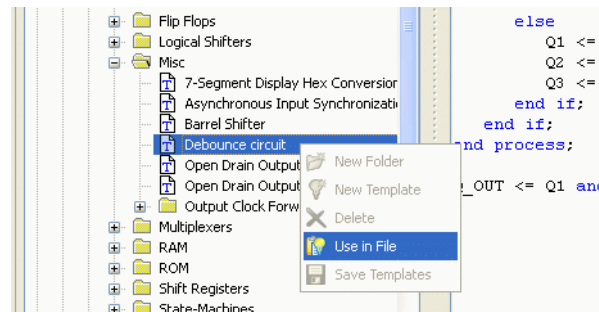 Flip Flops
Logical Shifters
Misc
7-Segment Display Hex Conversion
Asynchronous Input Synchronizati
Barrel Shifter
Debounce circuit
Open Drain Output
Open Drain Output
Output Clock Forw
Multiplexers
RAM
ROM
Shift Registers
State-Machines
New Folder
New Template
Delete
Use in File
Save Templates
else
Q1 <=
Q2 <=
Q3 <=
end if;
end if;
end process;
_OUT <= Q1 and